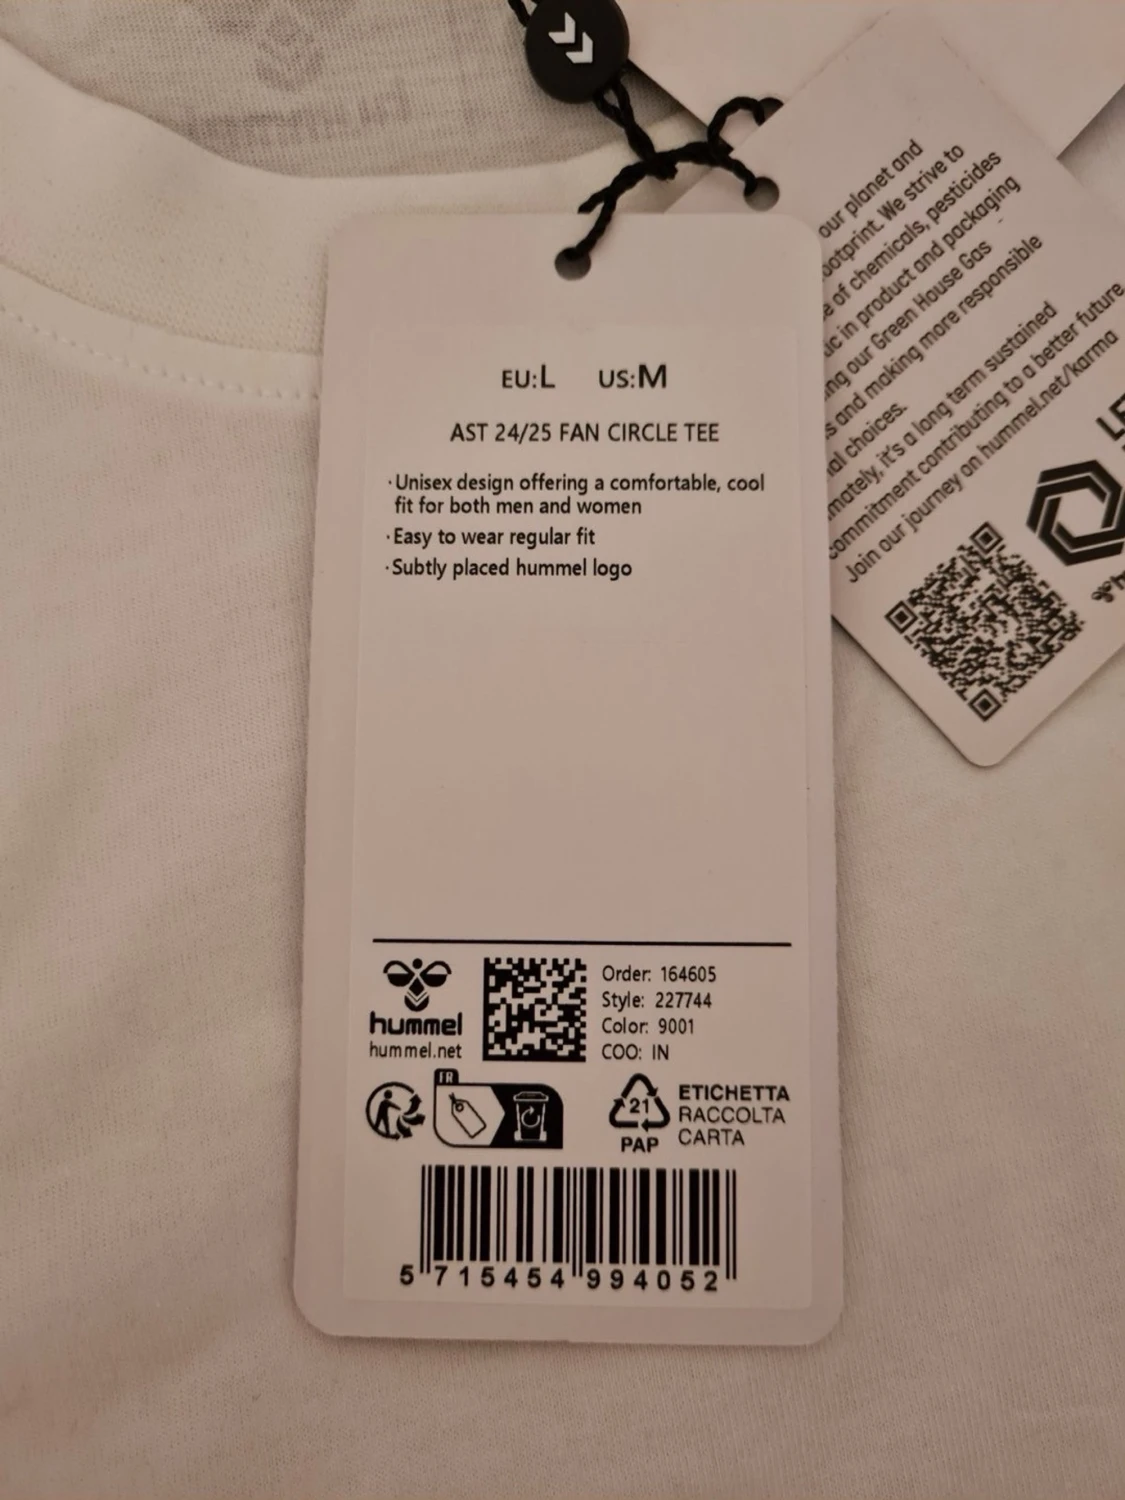 EU:L US:M
AST 24/25 FAN CIRCLE TEE
· Unisex design offering a comfortable, cool
fit for both men and women
· Easy to wear regular fit
· Subtly placed hummel logo
hummel
hummel.net
Order: 164605
Style: 227744
Color: 9001
COO: IN
FR
21
PAP
ETICHETTA
RACCOLTA
CARTA
5 715454 994052
our planet and
footprint. We strive to
of chemicals, pesticides
in product and packaging
our Green House Gas
and making more responsible
choices.
it's a long term sustained
commitment contributing to a better future
Join our journey on hummel.net/karma